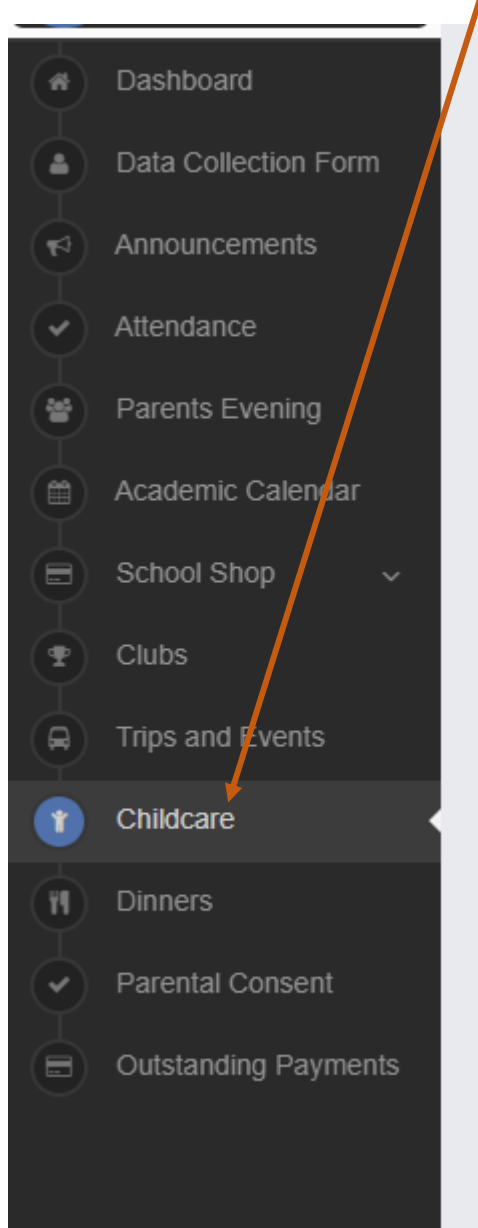 Dashboard
Data Collection Form
Announcements
Attendance
Parents Evening
Academic Calendar
School Shop
Clubs
Trips and Events
Childcare
Dinners
Parental Consent
Outstanding Payments